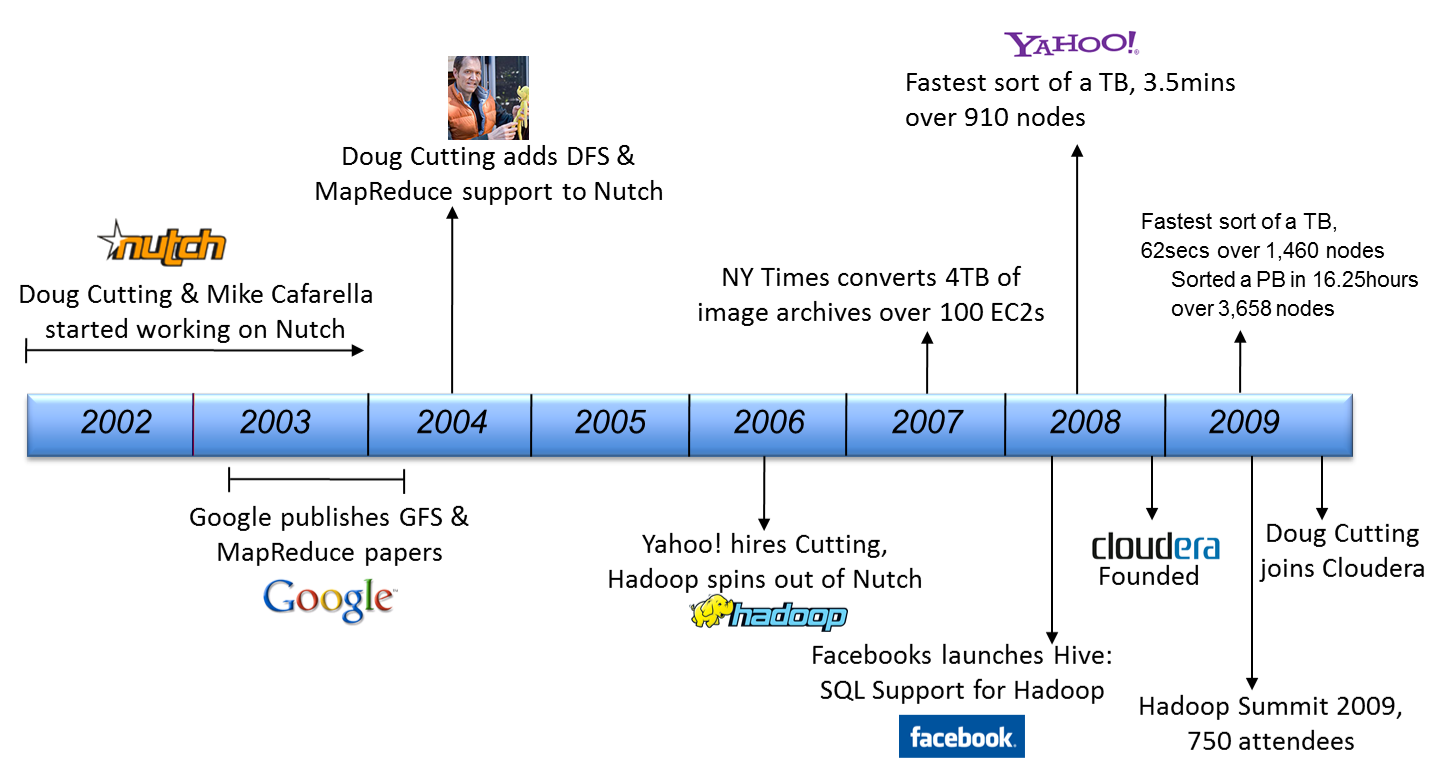 YAHOO!
Fastest sort of a TB, 3.5mins
over 910 nodes
Doug Cutting adds DFS &
MapReduce support to Nutch
nutch
Doug Cutting & Mike Cafarella
started working on Nutch
NY Times converts 4TB of
image archives over 100 EC2s
Fastest sort of a TB,
62secs over 1,460 nodes
Sorted a PB in 16.25hours
over 3,658 nodes
2002 2003 2004 2005 2006 2007 2008 2009
Google publishes GFS &
MapReduce papers
Google
Yahoo! hires Cutting,
Hadoop spins out of Nutch
hadoop
Facebooks launches Hive:
SQL Support for Hadoop
facebook
cloudera
Founded
Doug Cutting
joins Cloudera
Hadoop Summit 2009,
750 attendees